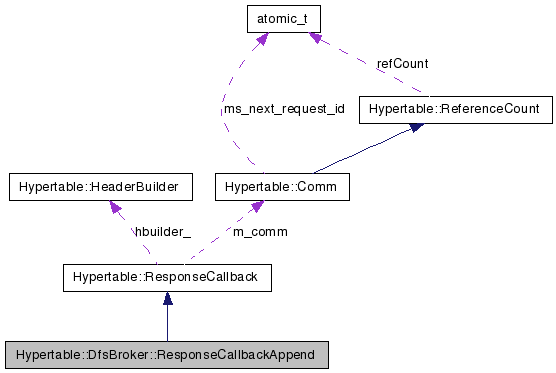 atomic_t
refCount
ms_next_request_id
Hypertable::ReferenceCount
Hypertable::HeaderBuilder
Hypertable::Comm
hbuilder_
m_comm
Hypertable::ResponseCallback
Hypertable::DfsBroker::ResponseCallbackAppend